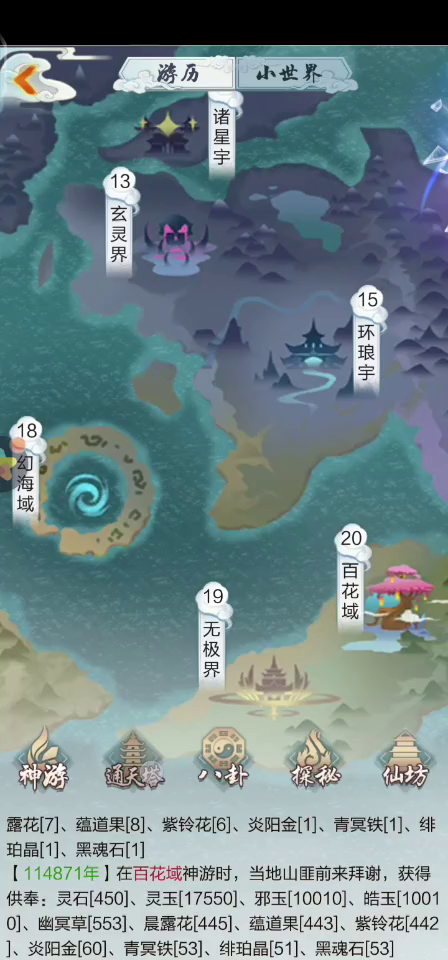 游历
小世界
诸星宇
13
玄灵界
15
环琅宇
18
幻海域
20
百花域
19
无极界
神游
通天塔
八卦
探秘
仙坊
露花[7]、蕴道果[8]、紫铃花[6]、炎阳金[1]、青冥铁[1]、绯
珀晶[1]、黑魂石[1]
【114871年】在百花域神游时，当地山匪前来拜谢，获得
供奉：灵石[450]、灵玉[17550]、邪玉[10010]、皓玉[1001
0]、幽冥草[553]、晨露花[445]、蕴道果[443]、紫铃花[442
]、炎阳金[60]、青冥铁[53]、绯珀晶[51]、黑魂石[53]